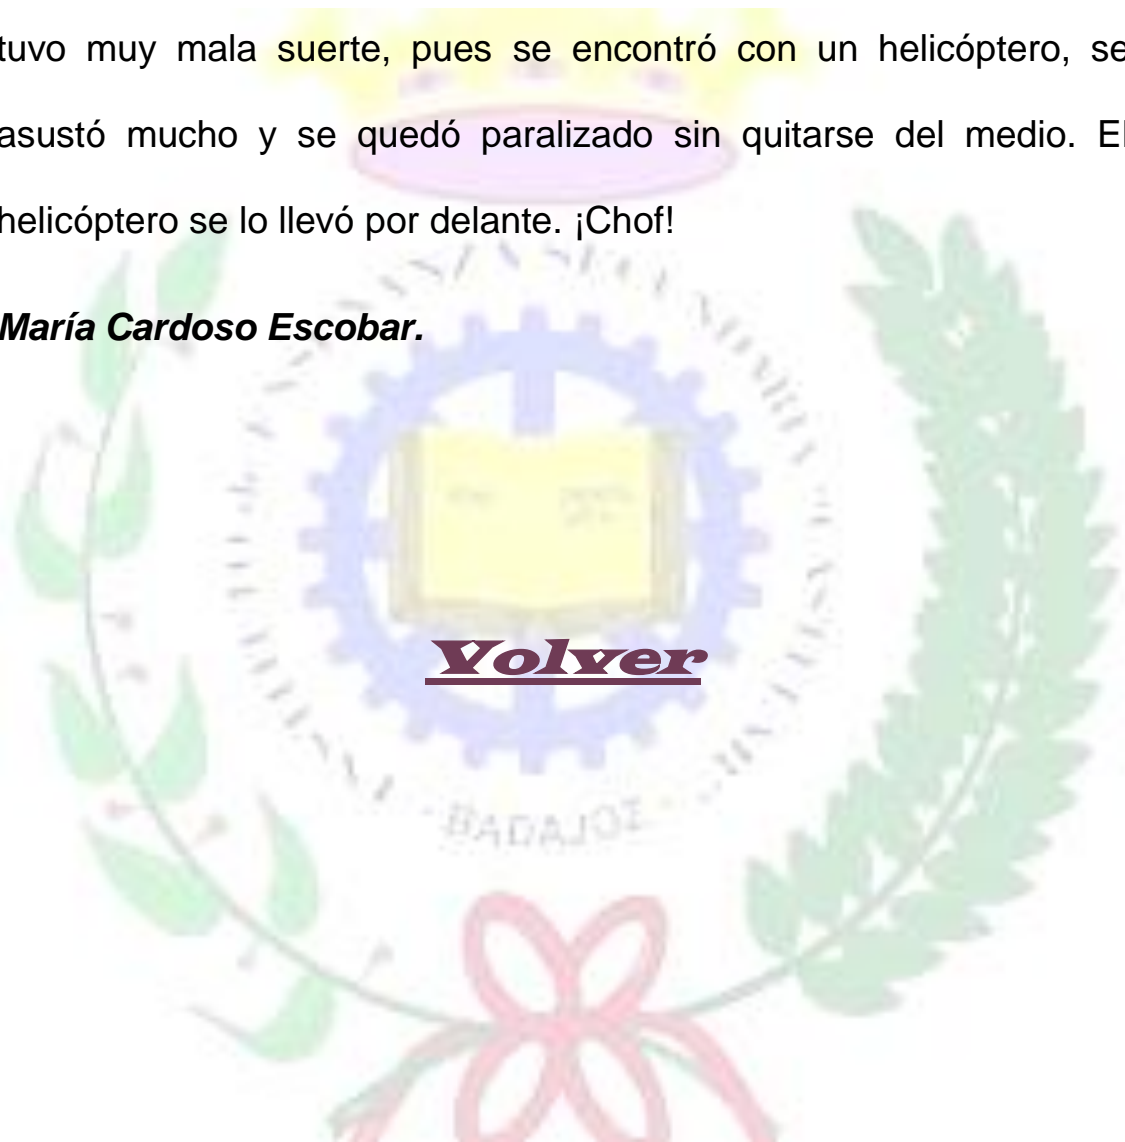 tuvo muy mala suerte, pues se encontró con un helicóptero, se
asustó mucho y se quedó paralizado sin quitarse del medio. El
helicóptero se lo llevó por delante. ¡Chof!
María Cardoso Escobar.
Volver
BADAJOZ